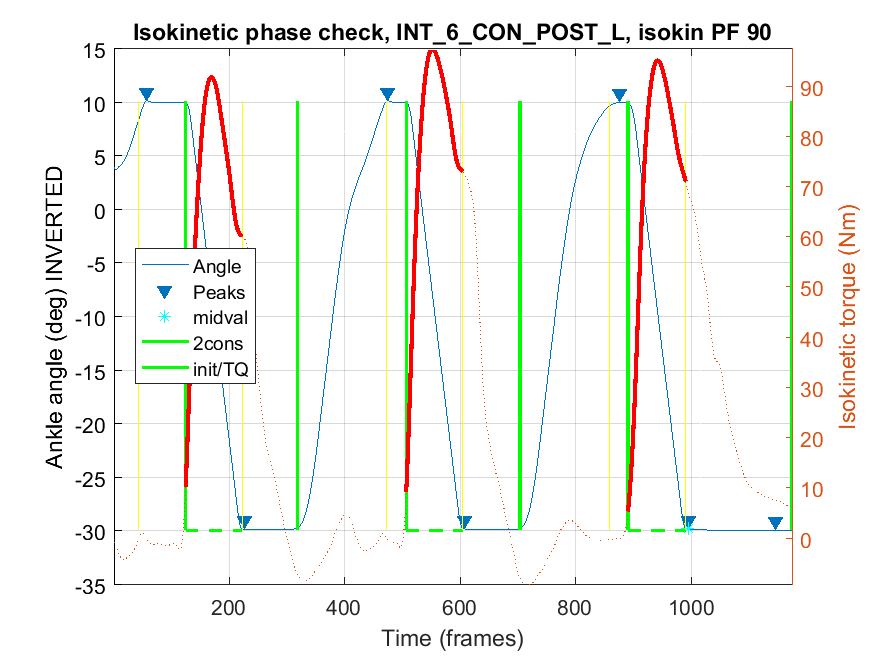 Isokinetic phase check, INT_6_CON_POST_L, isokin PF 90
15
10
5
0
-5
-10
-15
-20
-25
-30
-35
Ankle angle (deg) INVERTED
Angle
Peaks
midval
2cons
init/TQ
90
80
70
60
50
40
30
20
10
0
Isokinetic torque (Nm)
200
400
600
800
1000
Time (frames)